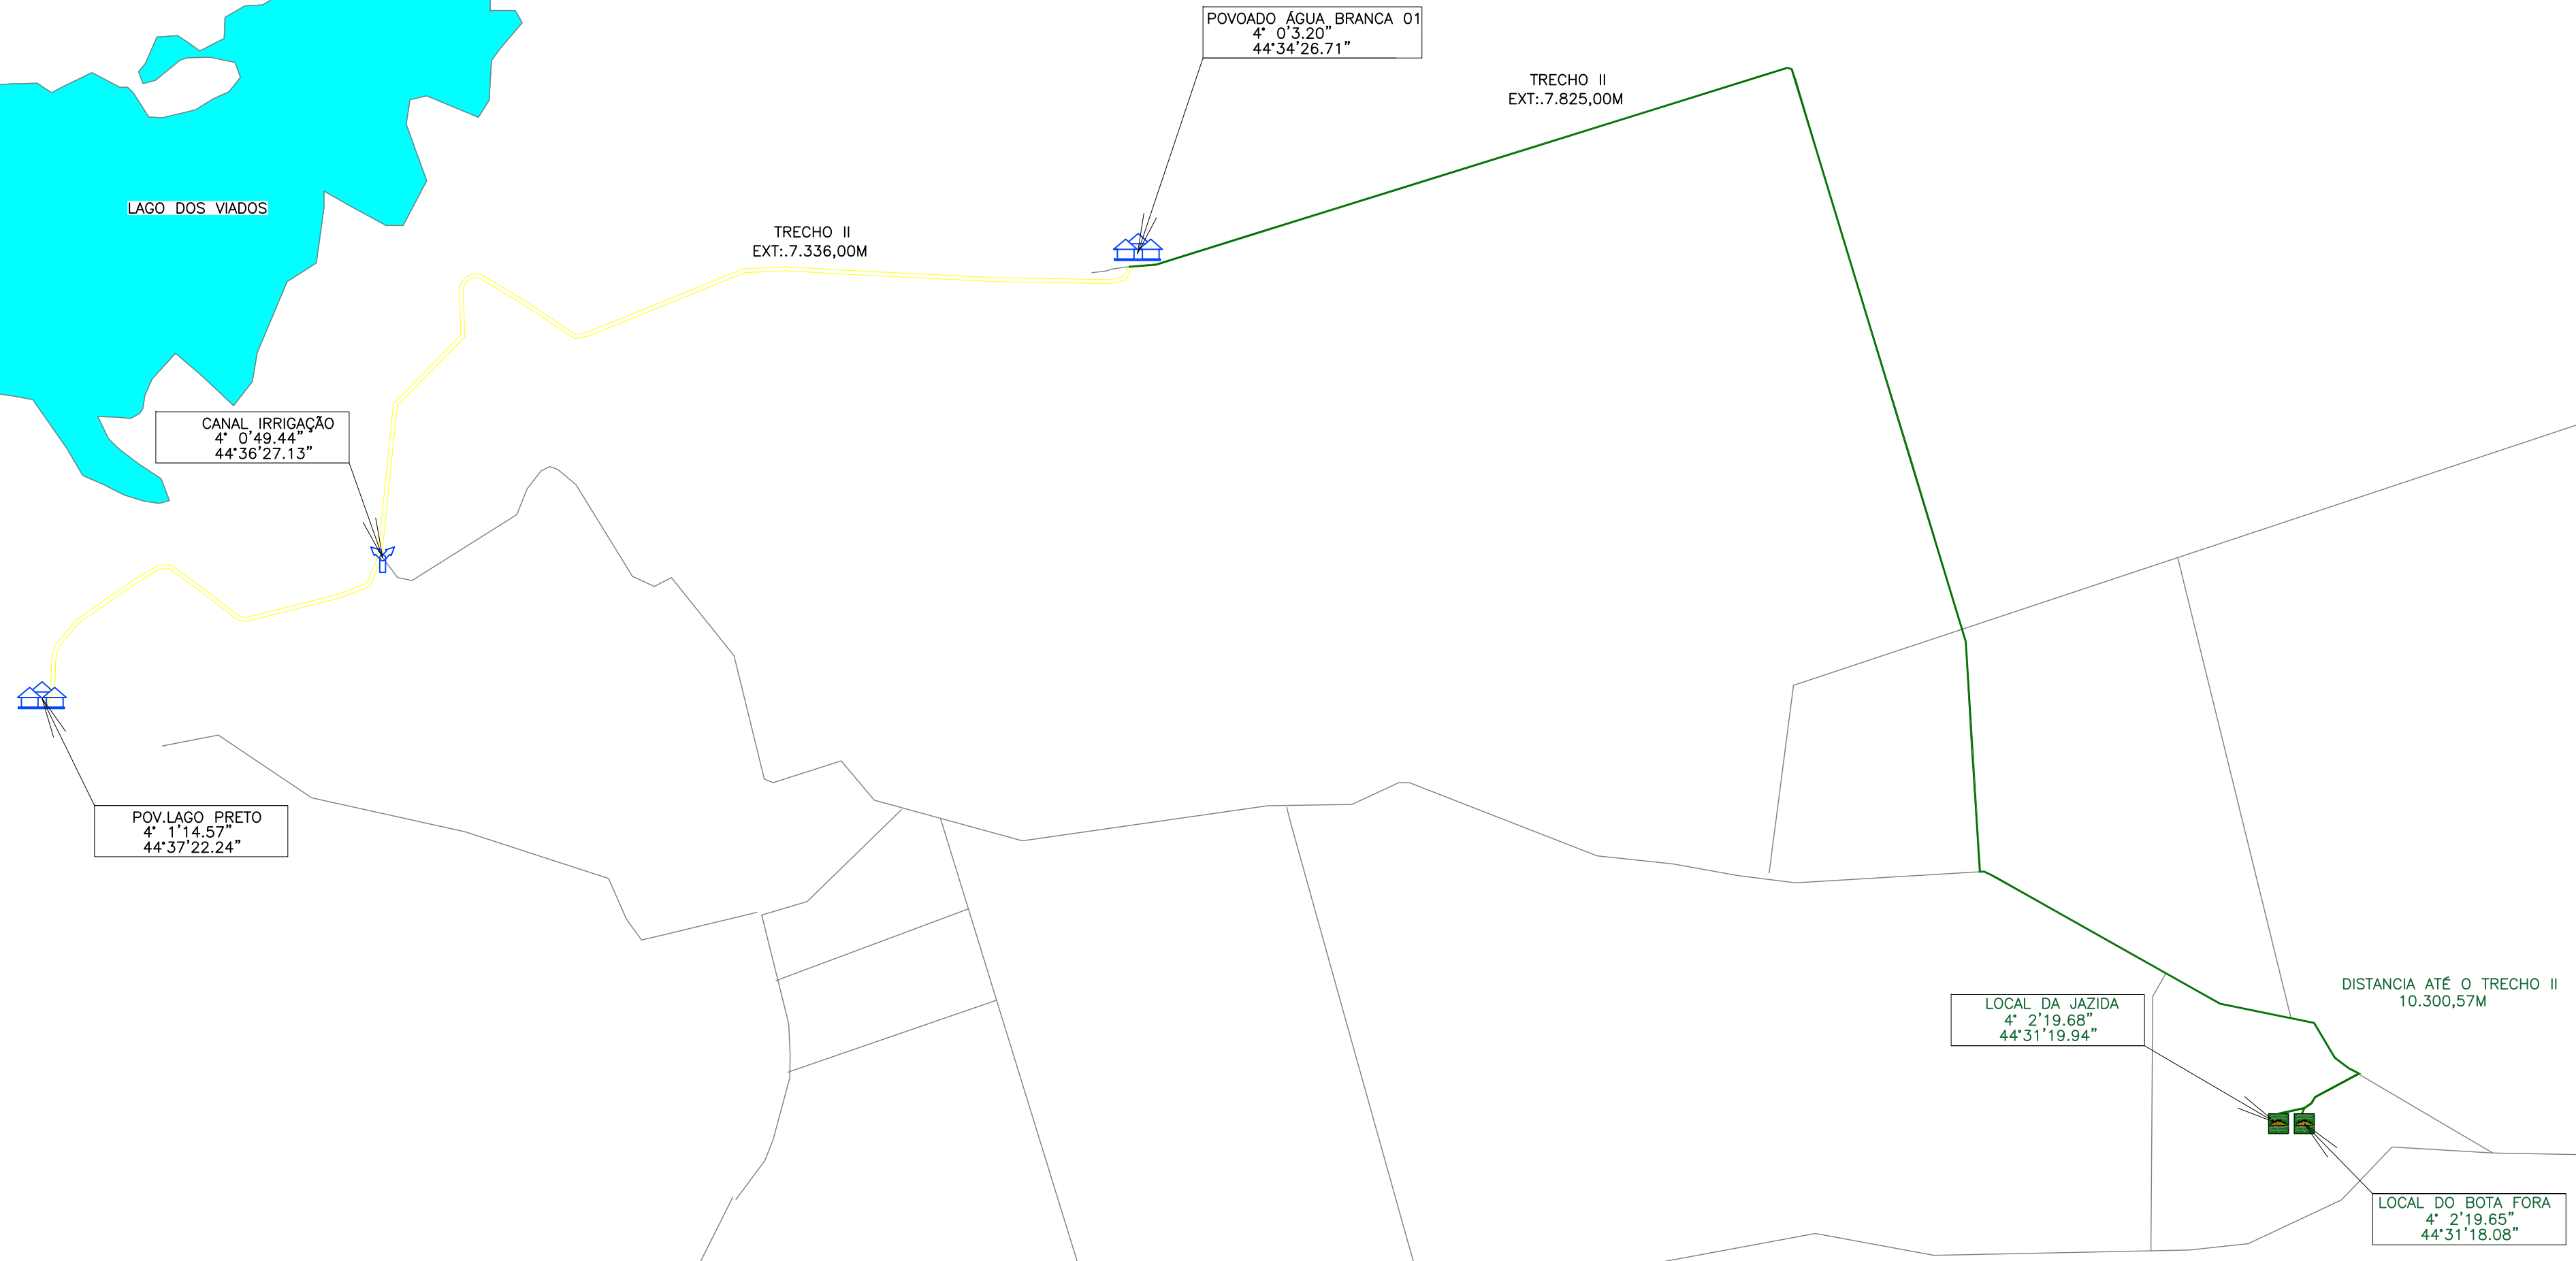 POVOADO ÁGUA BRANCA 01
4° 0'3.20"
44°34'26.71"
TRECHO II
EXT:.7.825,00M
LAGO DOS VIADOS
TRECHO II
EXT:.7.336,00M
CANAL IRRIGAÇÃO
4° 0'49.44"
44°36'27.13"
POV.LAGO PRETO
4° 1'14.57"
44°37'22.24"
DISTANCIA ATÉ O TRECHO II
10.300,57M
LOCAL DA JAZIDA
4° 2'19.68"
44°31'19.94"
LOCAL DO BOTA FORA
4° 2'19.65"
44°31'18.08"